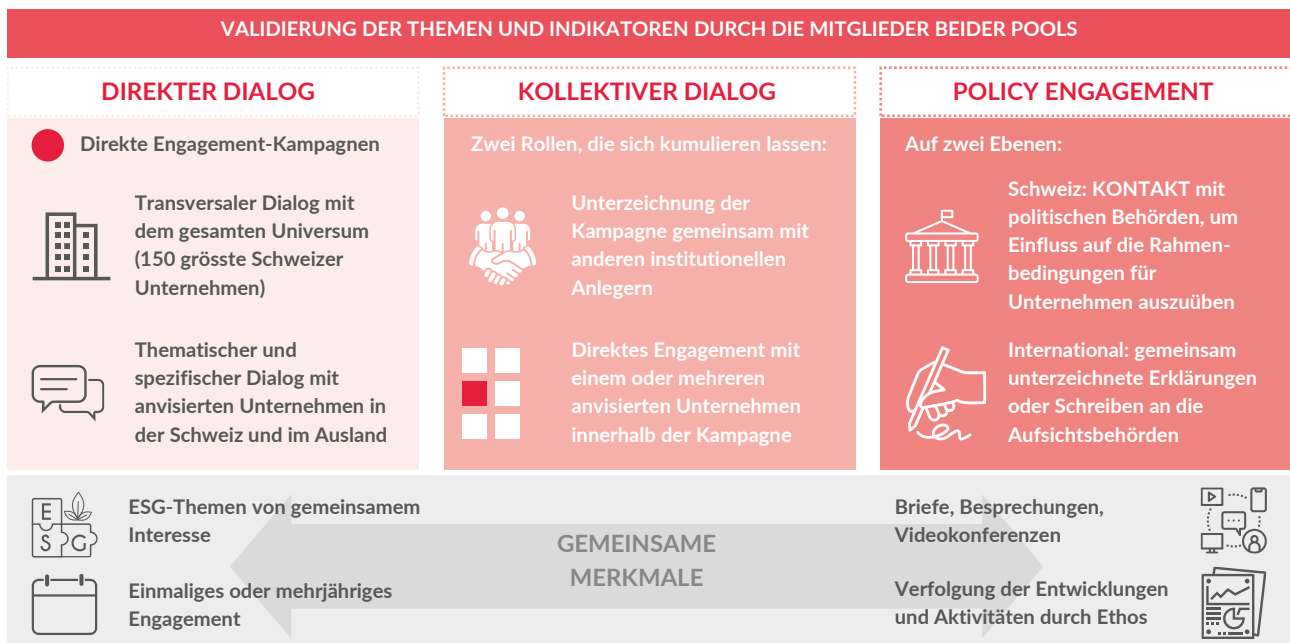 VALIDIERUNG DER THEMEN UND INDIKATOREN DURCH DIE MITGLIEDER BEIDER POOLS
DIREKTER DIALOG
Direkte Engagement-Kampagnen
Transversaler Dialog mit
dem gesamten Universum
(150 grösste Schweizer
Unternehmen)
Thematischer und
spezifischer Dialog mit
anvisierten Unternehmen in
der Schweiz und im Ausland
KOLLEKTIVER DIALOG
Zwei Rollen, die sich kumulieren lassen:
Unterzeichnung der
Kampagne gemeinsam mit
anderen institutionellen
Anlegern
Direktes Engagement mit
einem oder mehreren
anvisierten Unternehmen
innerhalb der Kampagne
POLICY ENGAGEMENT
Auf zwei Ebenen:
Schweiz: KONTAKT mit
politischen Behörden, um
Einfluss auf die Rahmen-
bedingungen für
Unternehmen auszuüben
International: gemeinsam
unterzeichnete Erklärungen
oder Schreiben an die
Aufsichtsbehörden
E
S G
ESG-Themen von gemeinsamem
Interesse
Einmaliges oder mehrjähriges
Engagement
GEMEINSAME
MERKMALE
Briefe, Besprechungen,
Videokonferenzen
Verfolgung der Entwicklungen
und Aktivitäten durch Ethos